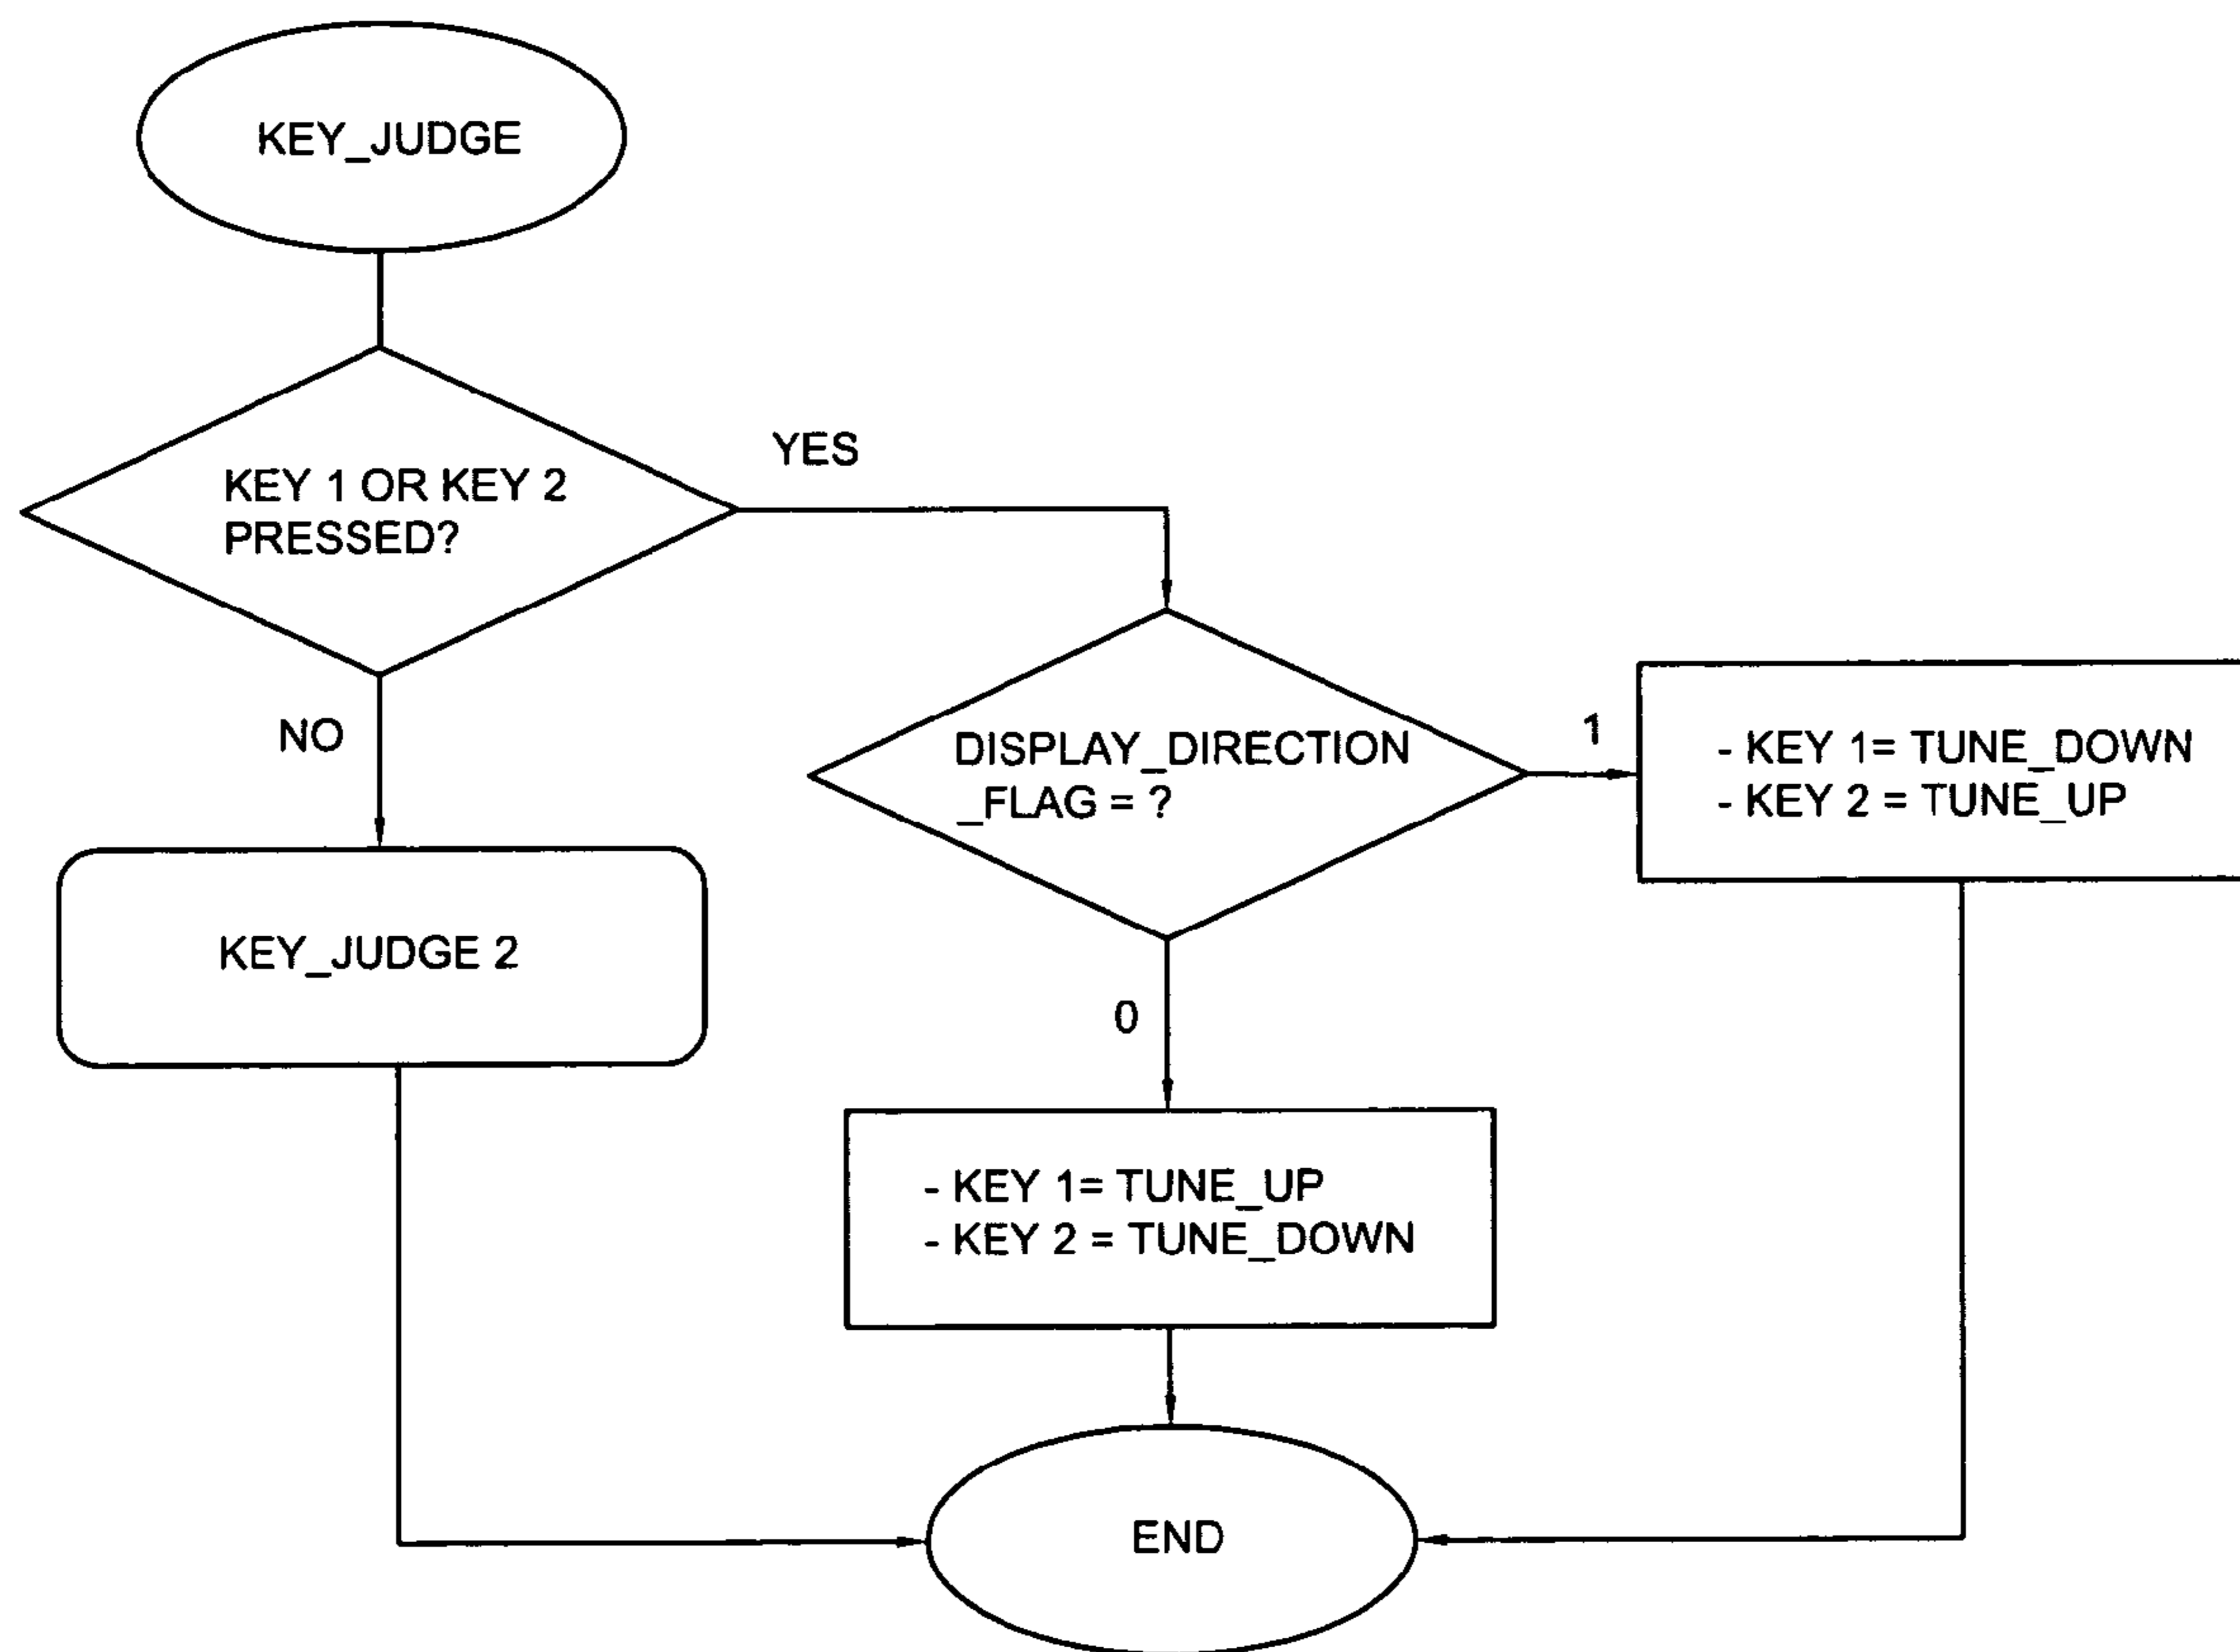 KEY_JUDGE
KEY 1 OR KEY 2
PRESSED?
YES
NO
KEY_JUDGE 2
DISPLAY_DIRECTION
_FLAG = ?
1
- KEY 1= TUNE_DOWN
- KEY 2 = TUNE_UP
0
- KEY 1= TUNE_UP
- KEY 2 = TUNE_DOWN
END